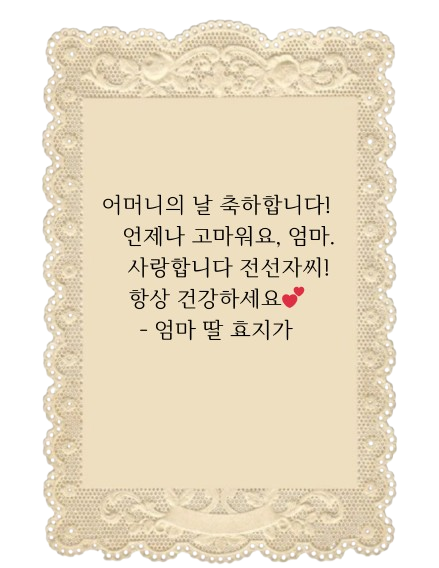 어머니의 날 축하합니다!
언제나 고마워요, 엄마.
사랑합니다 전선자씨!
항상 건강하세요💕
- 엄마 딸 효지가